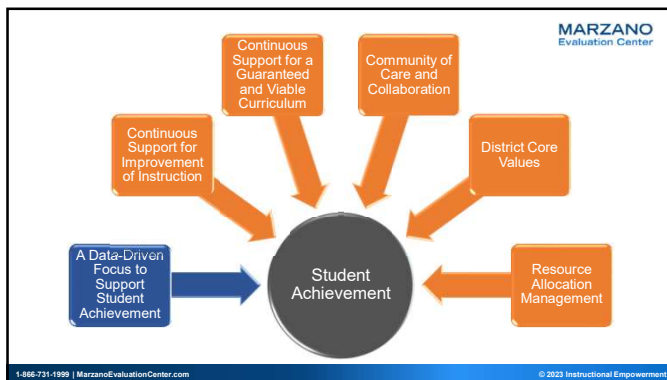 MARZANO
Evaluation Center
Continuous
Support for a
Guaranteed
and Viable
Curriculum
Community of
Care and
Collaboration
Continuous
Support for
Improvement
of Instruction
District Core
Values
A Data-Driven
Focus to
Support
Student
Achievement
Student
Achievement
Resource
Allocation
Management
1-866-731-1999 | MarzanoEvaluationCenter.com
© 2023 Instructional Empowerment